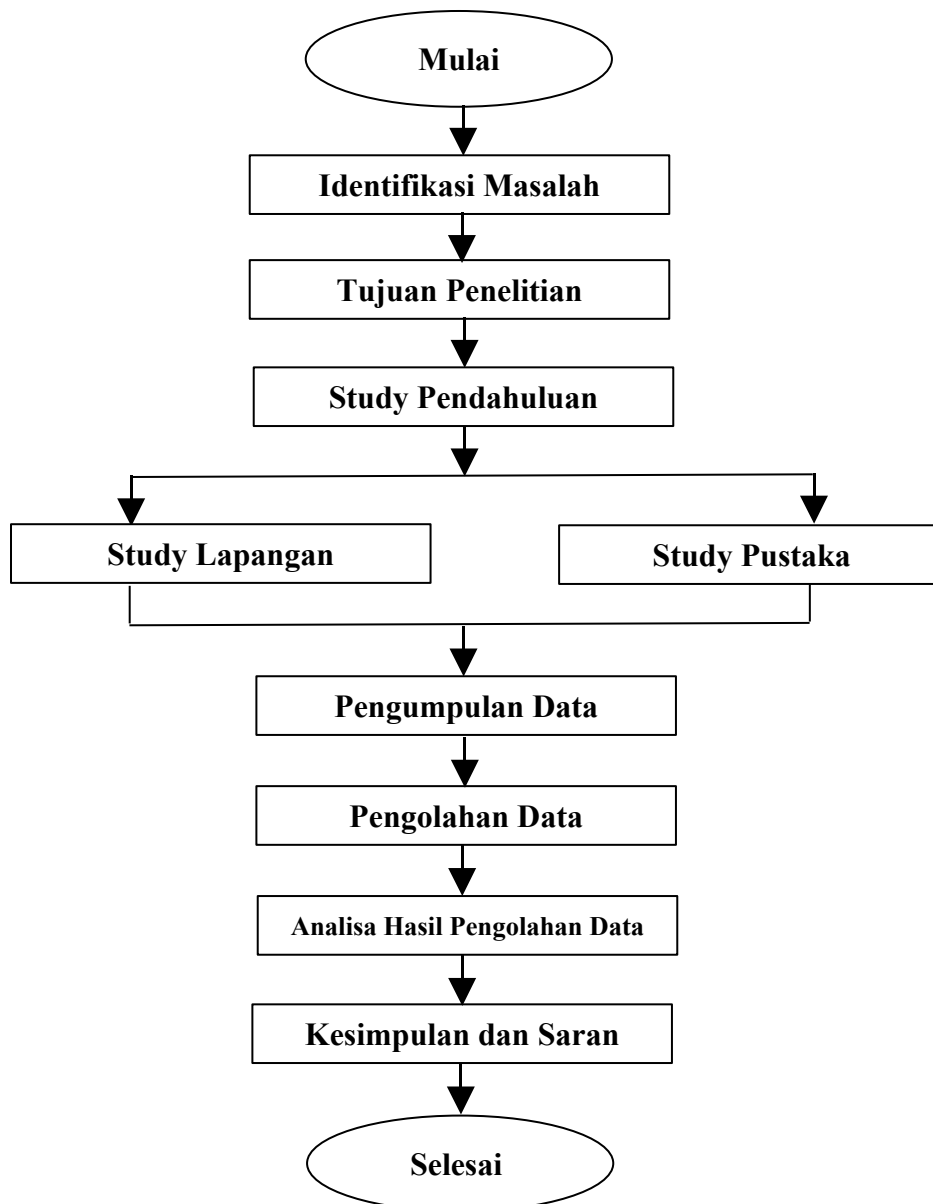 Mulai
Identifikasi Masalah
Tujuan Penelitian
Study Pendahuluan
Study Lapangan
Study Pustaka
Pengumpulan Data
Pengolahan Data
Analisa Hasil Pengolahan Data
Kesimpulan dan Saran
Selesai